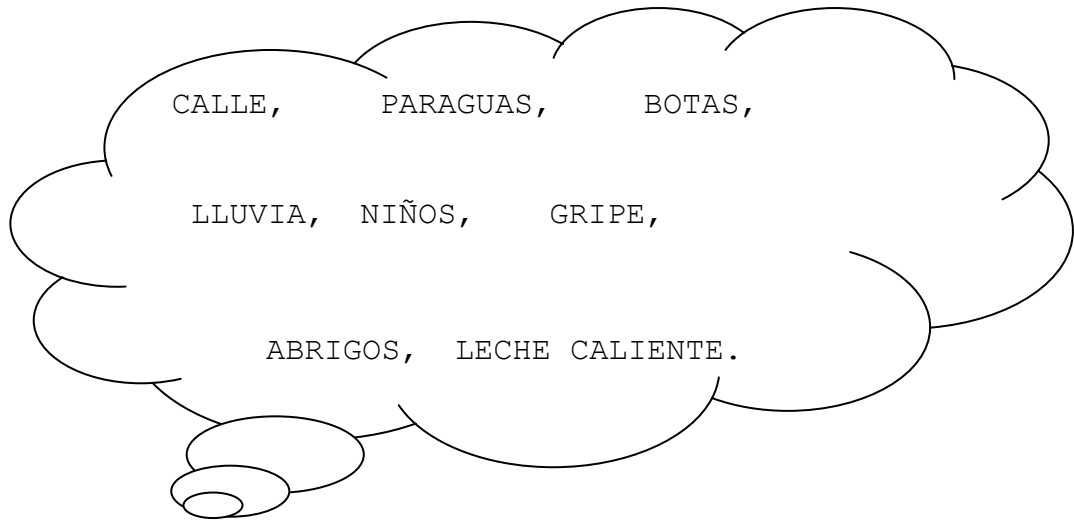 CALLE, PARAGUAS, BOTAS,
LLUVIA, NIÑOS, GRIPE,
ABRIGOS, LECHE CALIENTE.